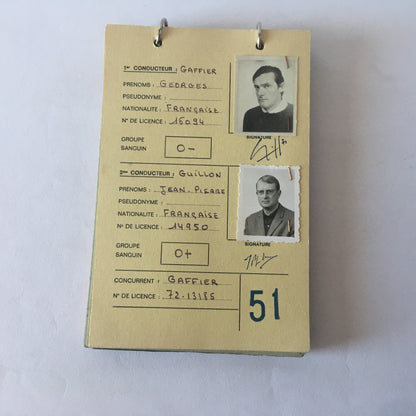 1er CONDUCTEUR : GAFFIER
PRENOMS : GEORGES
PSEUDONYME :
NATIONALITE : FRANÇAISE
N° DE LICENCE : 15094
GROUPE
SANGUIN
O-
SIGNATURE
2me CONDUCTEUR : GUILLON
PRENOMS : JEAN-PIERRE
PSEUDONYME :
NATIONALITE : FRANÇAISE
N° DE LICENCE : 14950
GROUPE
SANGUIN
O+
SIGNATURE
CONCURRENT : GAFFIER
N° DE LICENCE : 72.13185
51